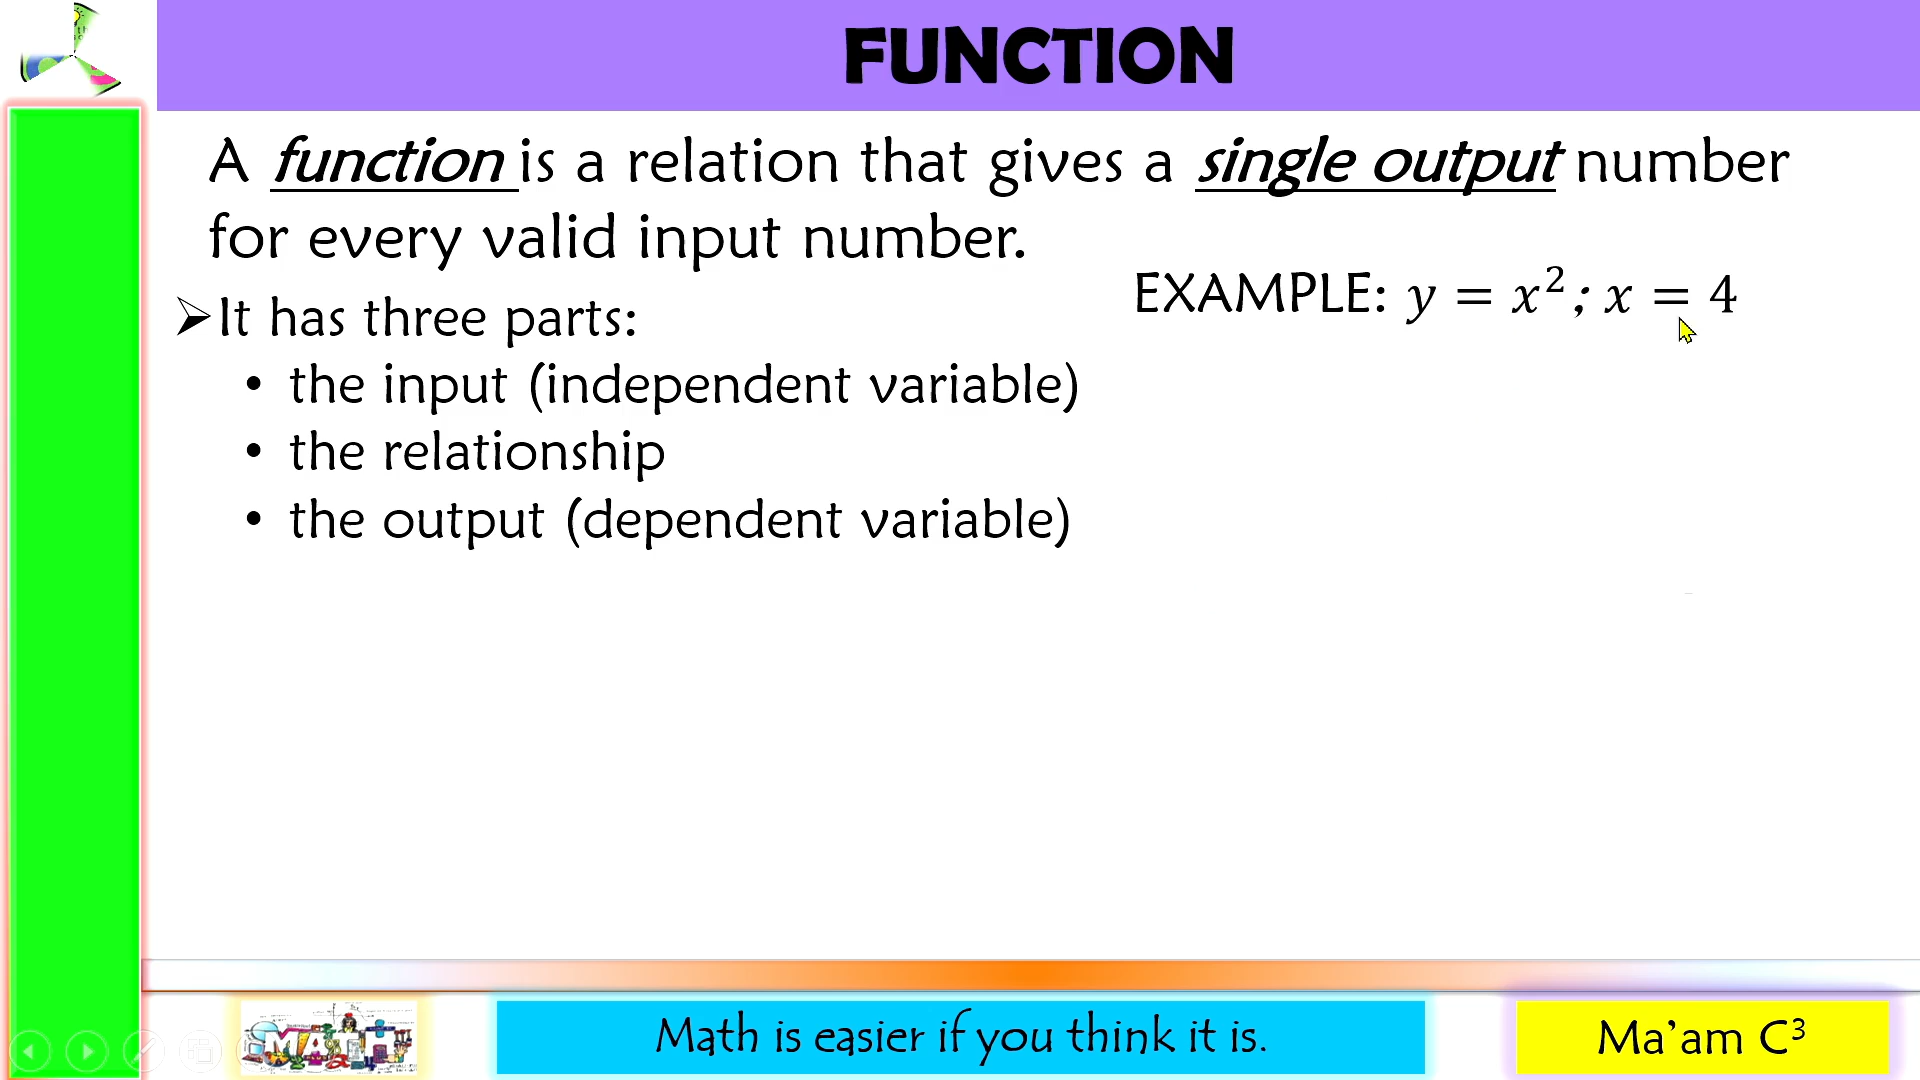 FUNCTION
A function is a relation that gives a single output number
for every valid input number.
EXAMPLE: y = x²; x = 4
➢It has three parts:
• the input (independent variable)
• the relationship
• the output (dependent variable)
MATH
Math is easier if you think it is.
Ma’am C³